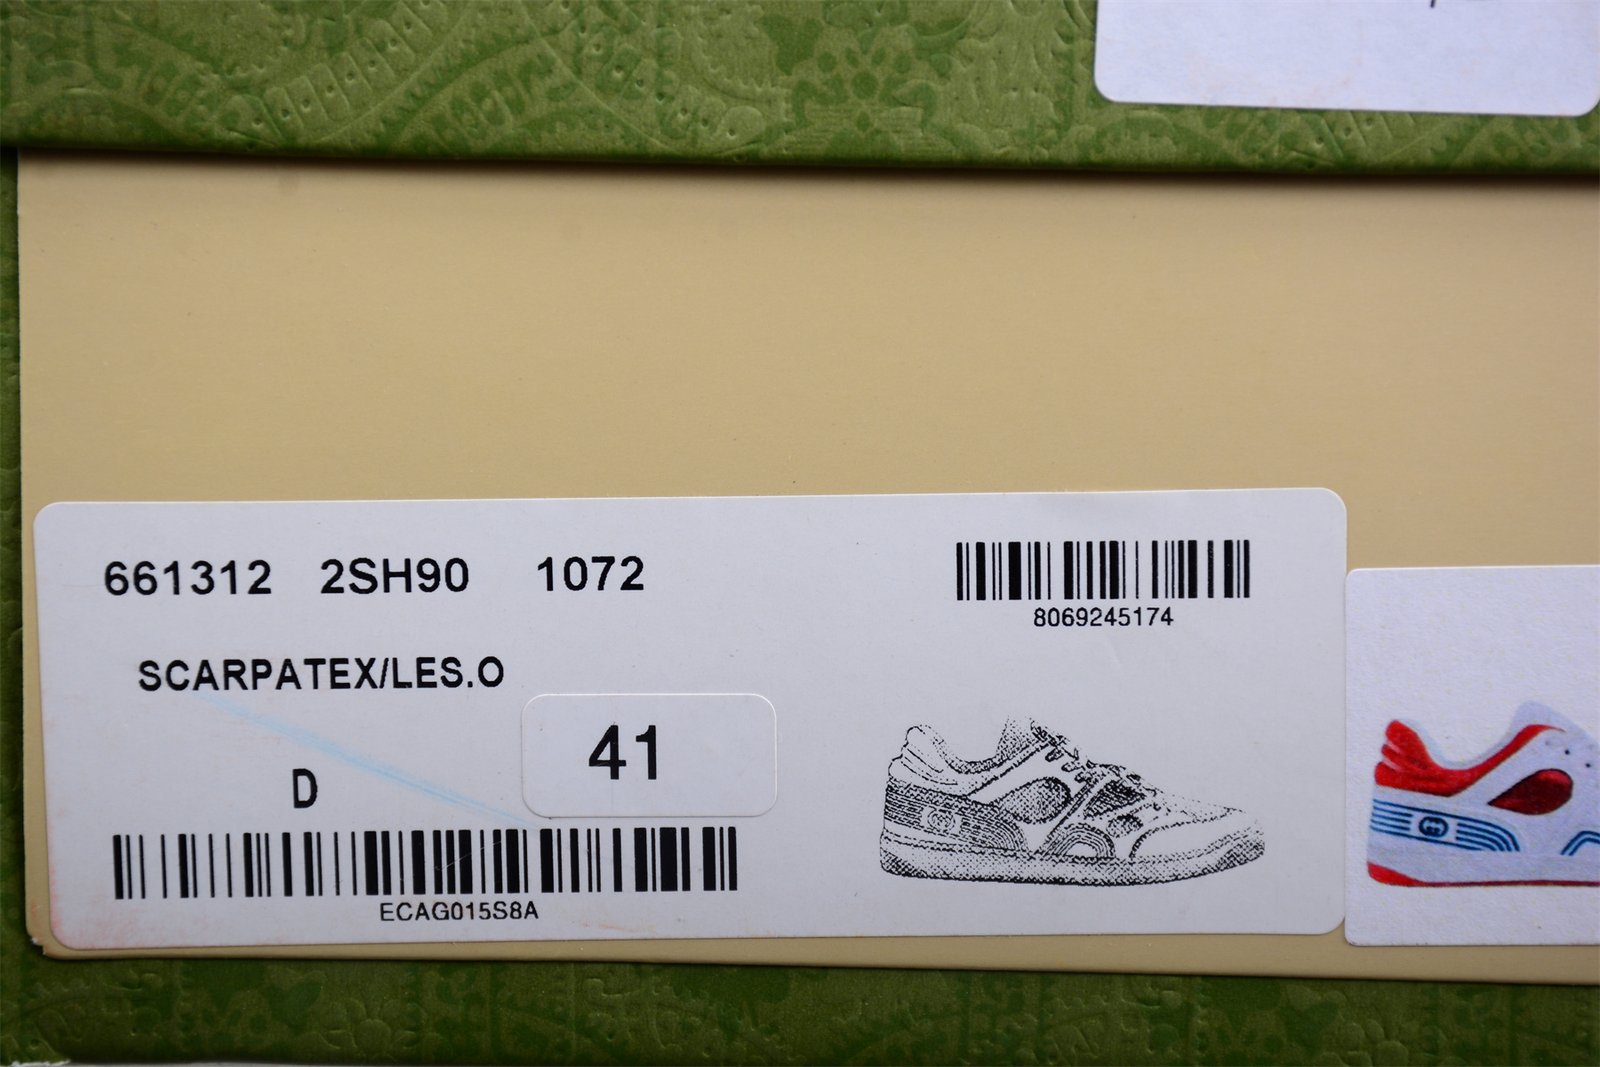 661312 2SH90 1072
8069245174
SCARPATEX/LES.O
41
D
ECAG015S8A